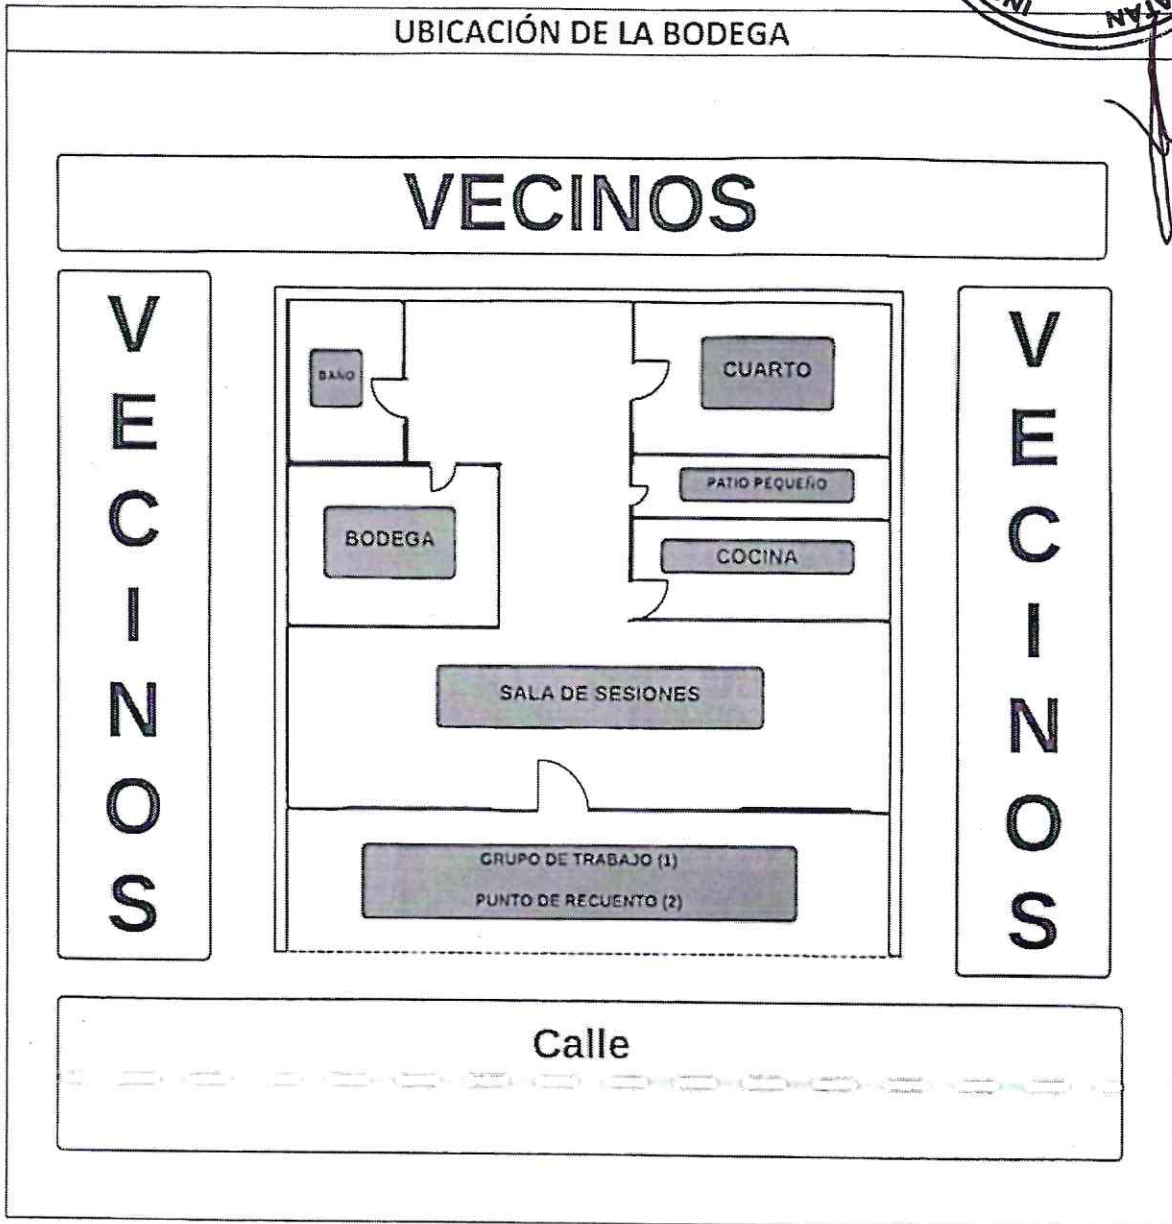 UBICACIÓN DE LA BODEGA
VECINOS
VECINOS
BAÑO
CUARTO
PATIO PEQUEÑO
BODEGA
COCINA
SALA DE SESIONES
GRUPO DE TRABAJO (1)
PUNTO DE RECUENTO (2)
VECINOS
Calle